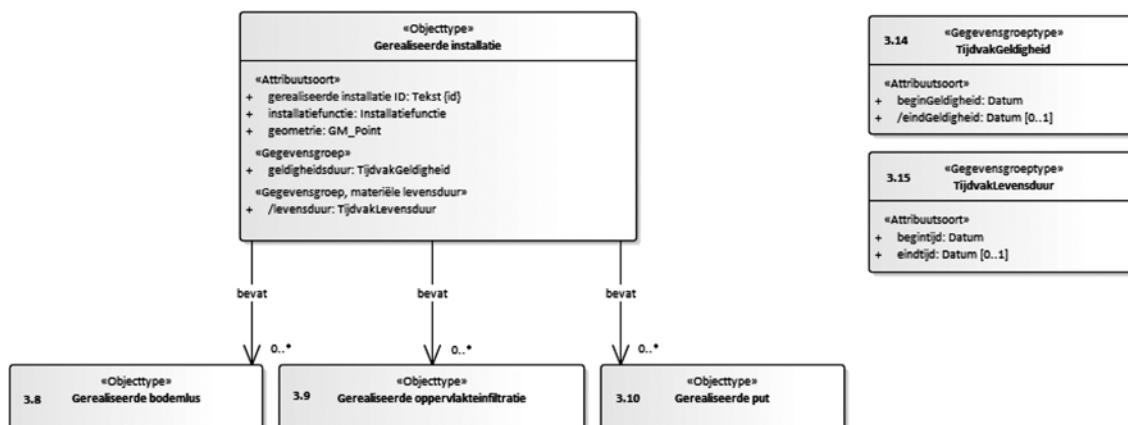 «Objecttype»
Gerealiseerde installatie
«Attribuutsoort»
+ gerealiseerde installatie ID: Tekst {id}
+ installatiefunctie: Installatiefunctie
+ geometrie: GM_Point
«Gegevensgroep»
+ geldigheidsduur: TijdvakGeldigheid
«Gegevensgroep, materiële levensduur»
+ /levensduur: TijdvakLevensduur
3.14 «Gegevensgroeptype»
TijdvakGeldigheid
«Attribuutsoort»
+ beginGeldigheid: Datum
+ /eindGeldigheid: Datum [0..1]
3.15 «Gegevensgroeptype»
TijdvakLevensduur
«Attribuutsoort»
+ begintijd: Datum
+ eindtijd: Datum [0..1]
bevat bevat bevat
0..* 0..* 0..*
«Objecttype»
3.8 Gerealiseerde bodemlus
«Objecttype»
3.9 Gerealiseerde oppervlakteinfiltratie
«Objecttype»
3.10 Gerealiseerde put